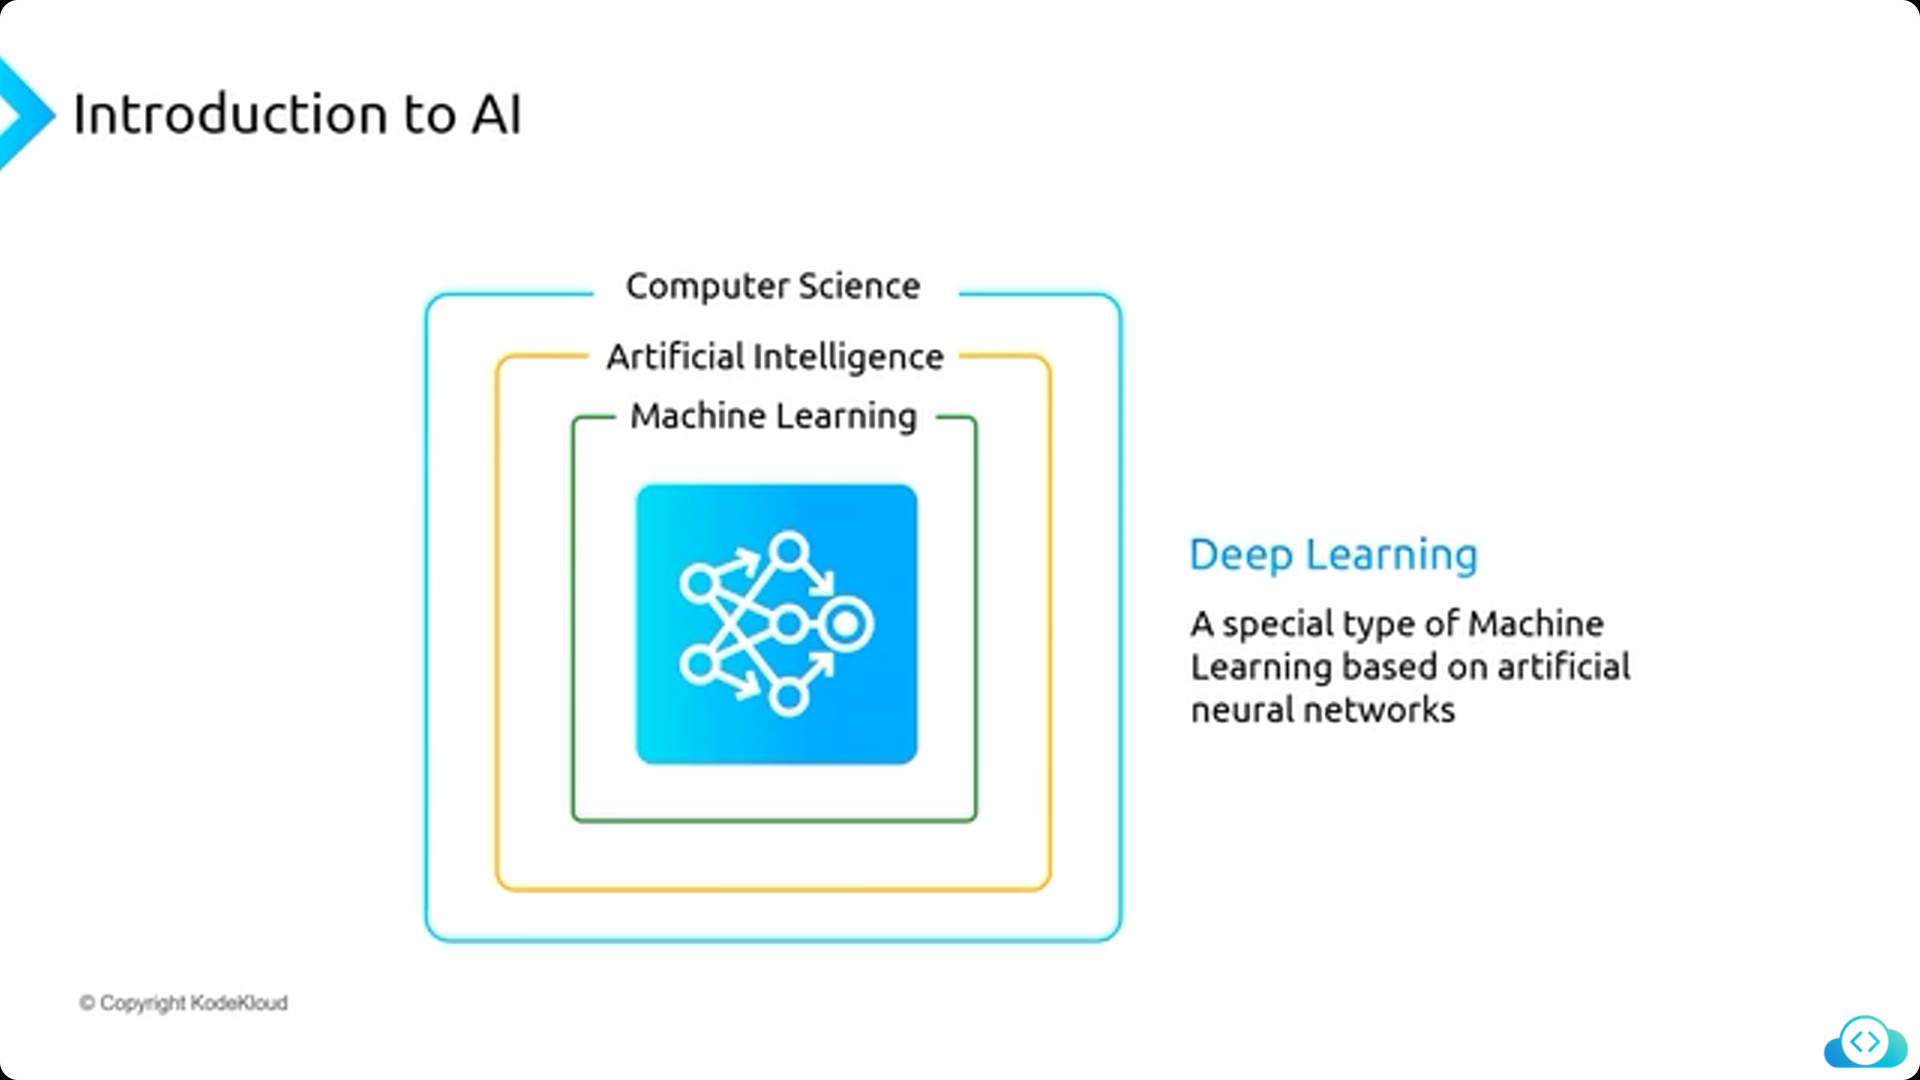 Introduction to AI
Computer Science
Artificial Intelligence
Machine Learning
Deep Learning
A special type of Machine
Learning based on artificial
neural networks
© Copyright KodeKloud